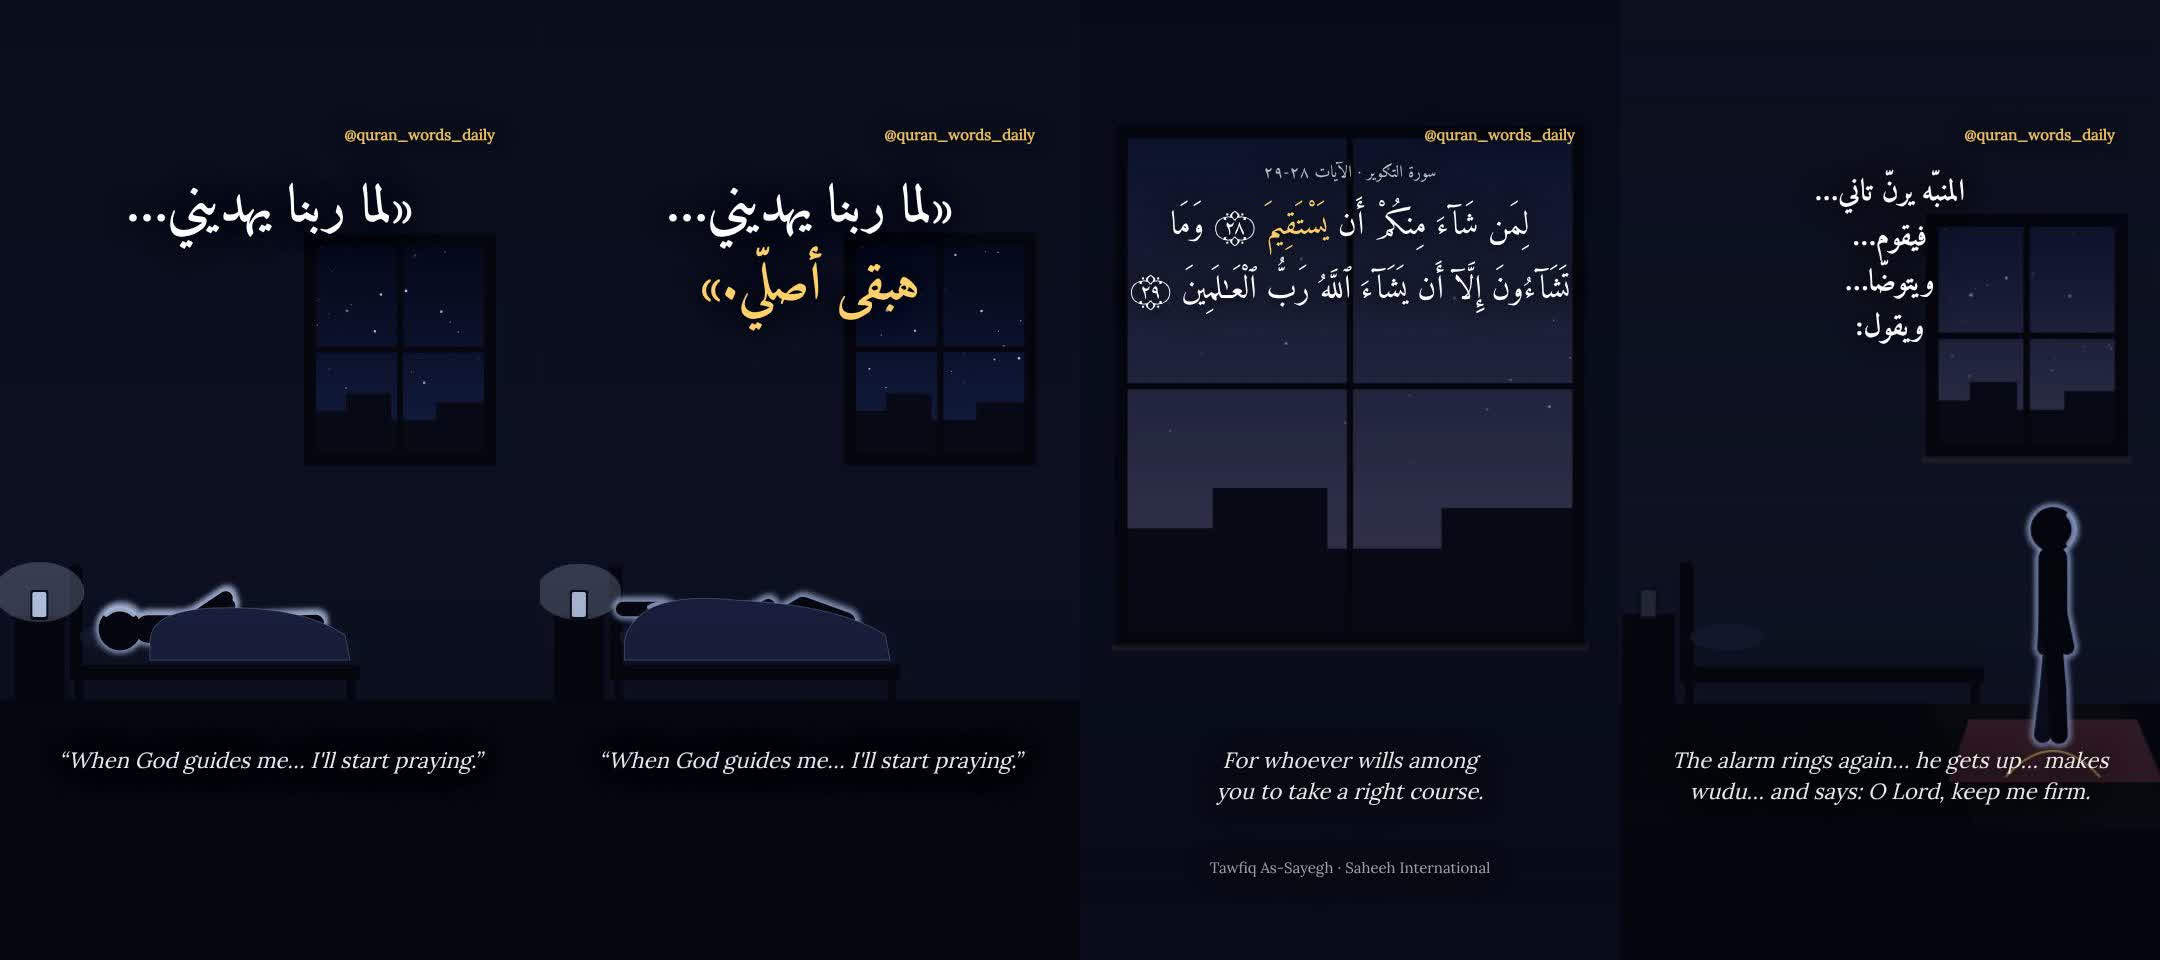 @quran_words_daily
«لما ربنا يهديني...
“When God guides me... I'll start praying.”
@quran_words_daily
«لما ربنا يهديني...
هبقى أصلّي.»
“When God guides me... I'll start praying.”
@quran_words_daily
سورة التكوير · الآيات ٢٨-٢٩
لِمَن شَآءَ مِنكُمْ أَن يَسْتَقِيمَ ٢٨ وَمَا
تَشَآءُونَ إِلَّآ أَن يَشَآءَ ٱللَّهُ رَبُّ ٱلْعَـٰلَمِينَ ٢٩
For whoever wills among
you to take a right course.
Tawfiq As-Sayegh · Saheeh International
@quran_words_daily
المنبّه يرنّ تاني...
فيقوم...
ويتوضّا...
ويقول:
The alarm rings again... he gets up... makes
wudu... and says: O Lord, keep me firm.